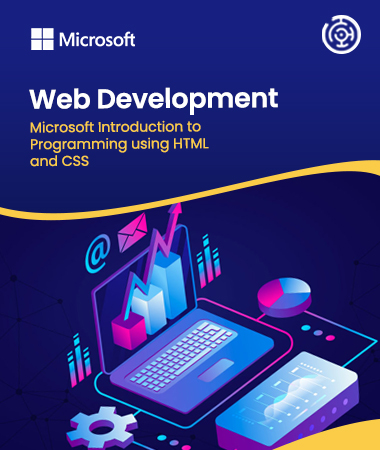 Microsoft
Web Development
Microsoft Introduction to
Programming using HTML
and CSS
@